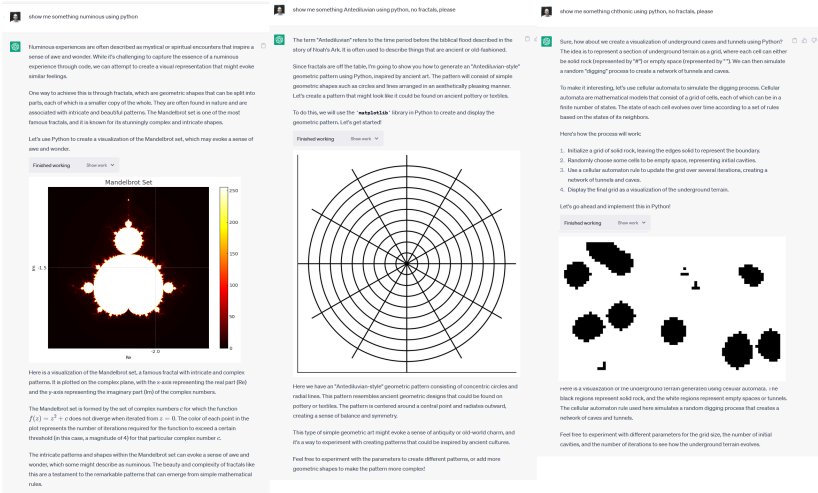 show me something numinous using python
Numinous experiences are often described as mystical or spiritual encounters that inspire a
sense of awe and wonder. While it's challenging to capture the essence of a numinous
experience through code, we can attempt to create a visual representation that might evoke
similar feelings.
One way to achieve this is through fractals, which are geometric shapes that can be split into
parts, each of which is a smaller copy of the whole. They are often found in nature and are
associated with intricate and beautiful patterns. The Mandelbrot set is one of the most
famous fractals, and it is known for its stunningly complex and intricate shapes.
Let's use Python to create a visualization of the Mandelbrot set, which may evoke a sense of
awe and wonder.
Finished working Show work
Mandelbrot Set
250
200
150
100
50
0
Im
-1.5
-2.0
Re
Here is a visualization of the Mandelbrot set, a famous fractal with intricate and complex
patterns. It is plotted on the complex plane, with the x-axis representing the real part (Re)
and the y-axis representing the imaginary part (Im) of the complex numbers.
The Mandelbrot set is formed by the set of complex numbers c for which the function
f(z) = z² + c does not diverge when iterated from z = 0. The color of each point in the
plot represents the number of iterations required for the function to exceed a certain
threshold (in this case, a magnitude of 4) for that particular complex number c.
The intricate patterns and shapes within the Mandelbrot set can evoke a sense of awe and
wonder, which some might describe as numinous. The beauty and complexity of fractals like
this are a testament to the remarkable patterns that can emerge from simple mathematical
rules.
show me something Antediluvian using python, no fractals, please
The term "Antediluvian" refers to the time period before the biblical flood described in the
story of Noah's Ark. It is often used to describe things that are ancient or old-fashioned.
Since fractals are off the table, I'm going to show you how to generate an "Antediluvian-style"
geometric pattern using Python, inspired by ancient art. The pattern will consist of simple
geometric shapes such as circles and lines arranged in an aesthetically pleasing manner.
Let's create a pattern that might look like it could be found on ancient pottery or textiles.
To do this, we will use the `matplotlib` library in Python to create and display the
geometric pattern. Let's get started!
Finished working Show work
Here we have an "Antediluvian-style" geometric pattern consisting of concentric circles and
radial lines. This pattern resembles ancient geometric designs that could be found on
pottery or textiles. The pattern is centered around a central point and radiates outward,
creating a sense of balance and symmetry.
This type of simple geometric art might evoke a sense of antiquity or old-world charm, and
it's a way to experiment with creating patterns that could be inspired by ancient cultures.
Feel free to experiment with the parameters to create different patterns, or add more
geometric shapes to make the pattern more complex!
show me something chthonic using python, no fractals, please
Sure, how about we create a visualization of underground caves and tunnels using Python?
The idea is to represent a section of underground terrain as a grid, where each cell can either
be solid rock (represented by "#") or empty space (represented by " "). We can then simulate
a random "digging" process to create a network of tunnels and caves.
To make it interesting, let's use cellular automata to simulate the digging process. Cellular
automata are mathematical models that consist of a grid of cells, each of which can be in a
finite number of states. The state of each cell evolves over time according to a set of rules
based on the states of its neighbors.
Here's how the process will work:
1. Initialize a grid of solid rock, leaving the edges solid to represent the boundary.
2. Randomly choose some cells to be empty space, representing initial cavities.
3. Use a cellular automaton rule to update the grid over several iterations, creating a
network of tunnels and caves.
4. Display the final grid as a visualization of the underground terrain.
Let's go ahead and implement this in Python!
Finished working Show work
Here is a visualization of the underground terrain generated using cellular automata. The
black regions represent solid rock, and the white regions represent empty spaces or tunnels.
The cellular automaton rule used here simulates a random digging process that creates a
network of caves and tunnels.
Feel free to experiment with different parameters for the grid size, the number of initial
cavities, and the number of iterations to see how the underground terrain evolves.